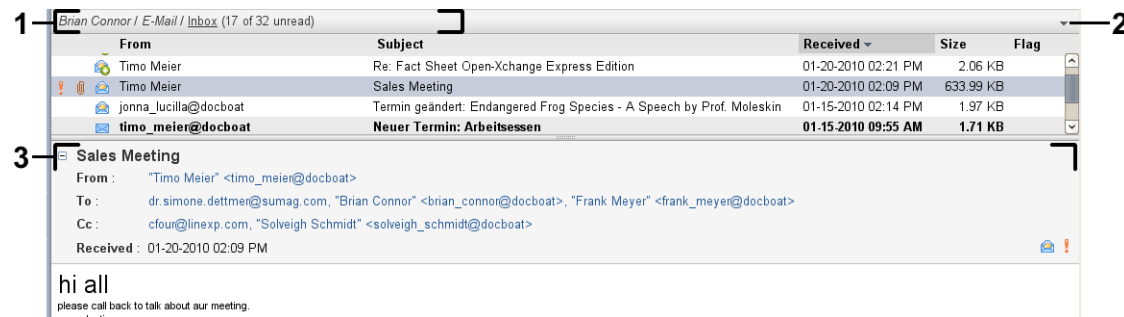 1
Brian Connor / E-Mail / Inbox (17 of 32 unread)
2
From Subject Received Size Flag
Timo Meier Re: Fact Sheet Open-Xchange Express Edition 01-20-2010 02:21 PM 2.06 KB
Timo Meier Sales Meeting 01-20-2010 02:09 PM 633.99 KB
jonna_lucilla@docboat Termin geändert: Endangered Frog Species - A Speech by Prof. Moleskin 01-15-2010 02:14 PM 1.97 KB
timo_meier@docboat Neuer Termin: Arbeitsessen 01-15-2010 09:55 AM 1.71 KB
3
Sales Meeting
From : "Timo Meier" <timo_meier@docboat>
To : dr.simone.dettmer@sumag.com, "Brian Connor" <brian_connor@docboat>, "Frank Meyer" <frank_meyer@docboat>
Cc : cfour@linexp.com, "Solveigh Schmidt" <solveigh_schmidt@docboat>
Received : 01-20-2010 02:09 PM
hi all
please call back to talk about aur meeting.